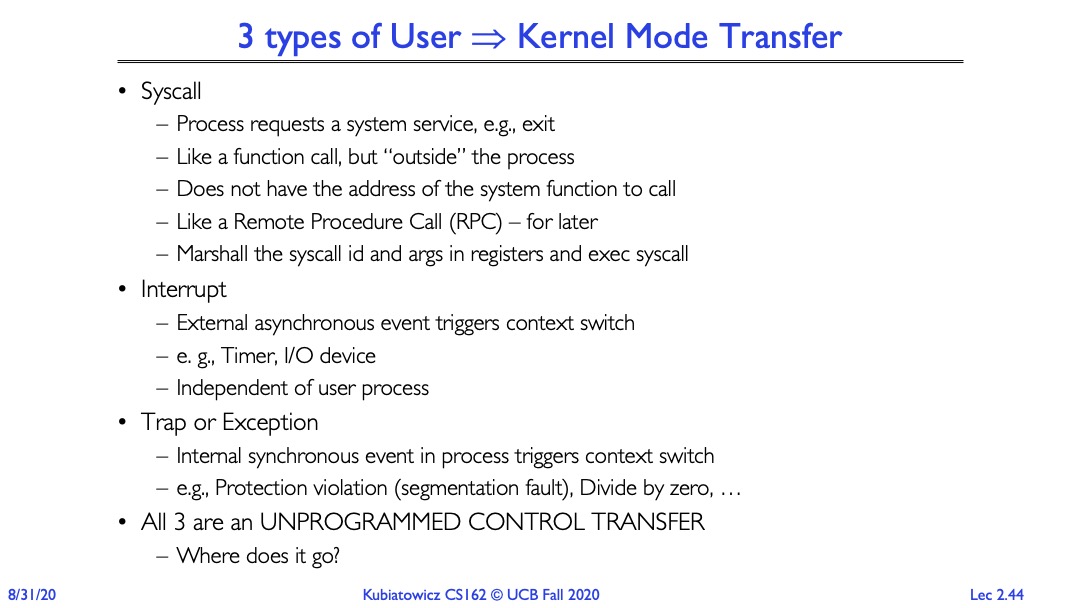 3 types of User ⇒ Kernel Mode Transfer
• Syscall
– Process requests a system service, e.g., exit
– Like a function call, but “outside” the process
– Does not have the address of the system function to call
– Like a Remote Procedure Call (RPC) – for later
– Marshall the syscall id and args in registers and exec syscall
• Interrupt
– External asynchronous event triggers context switch
– e. g., Timer, I/O device
– Independent of user process
• Trap or Exception
– Internal synchronous event in process triggers context switch
– e.g., Protection violation (segmentation fault), Divide by zero, …
• All 3 are an UNPROGRAMMED CONTROL TRANSFER
– Where does it go?
8/31/20 Kubiatowicz CS162 © UCB Fall 2020 Lec 2.44